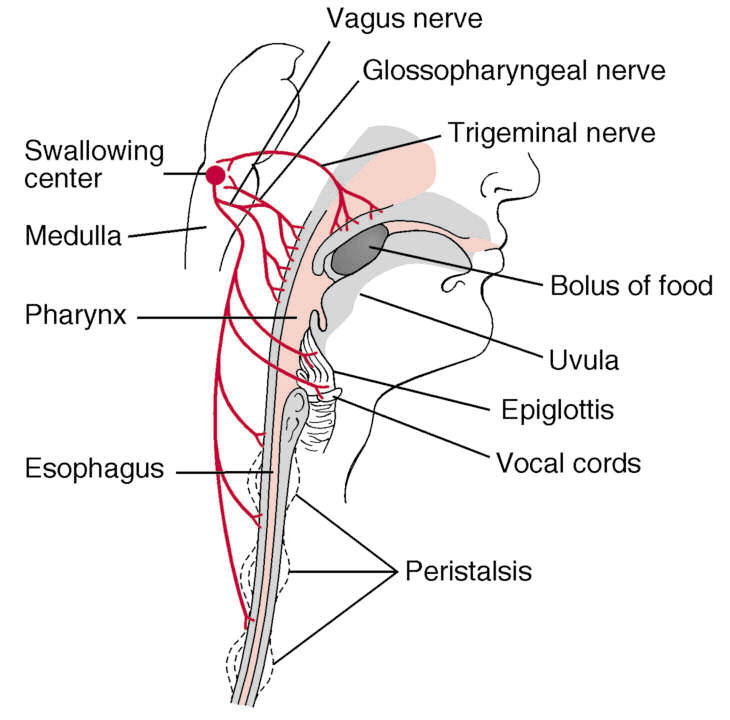 Vagus nerve
Glossopharyngeal nerve
Trigeminal nerve
Swallowing
center
Medulla
Bolus of food
Pharynx
Uvula
Epiglottis
Vocal cords
Esophagus
Peristalsis